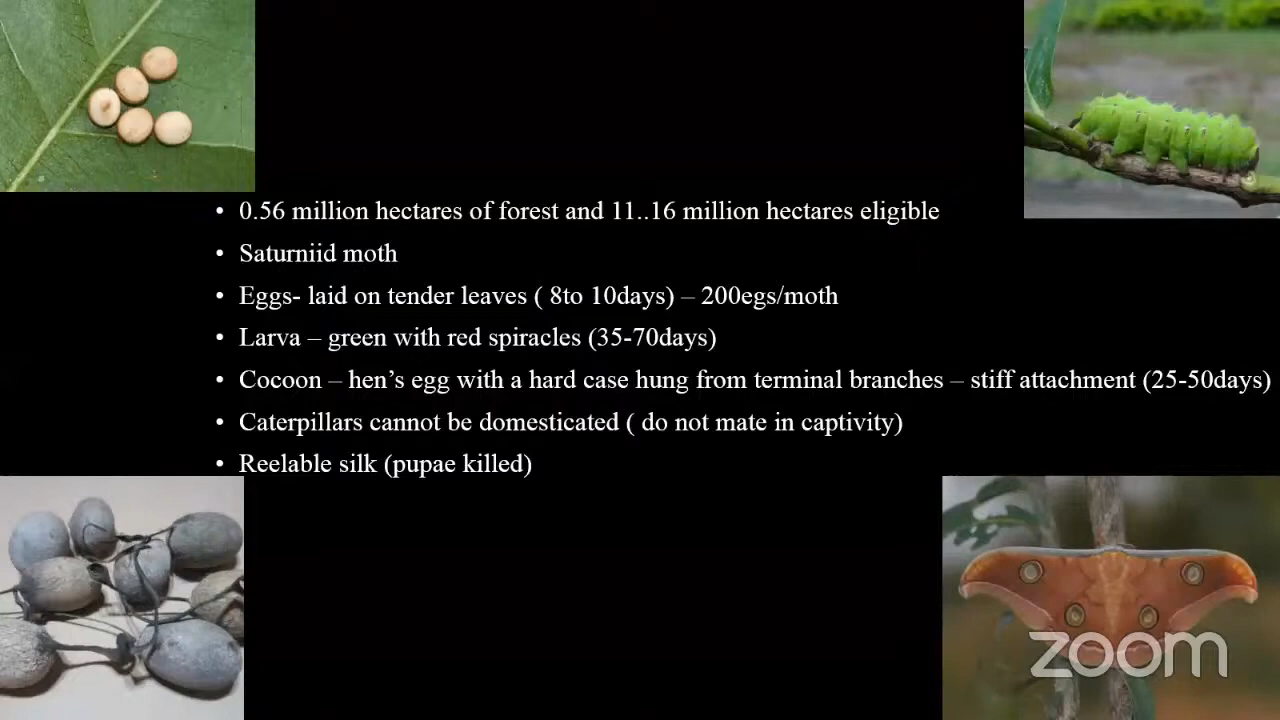 • 0.56 million hectares of forest and 11..16 million hectares eligible
• Saturniid moth
• Eggs- laid on tender leaves ( 8to 10days) – 200egs/moth
• Larva – green with red spiracles (35-70days)
• Cocoon – hen’s egg with a hard case hung from terminal branches – stiff attachment (25-50days)
• Caterpillars cannot be domesticated ( do not mate in captivity)
• Reelable silk (pupae killed)
zoom